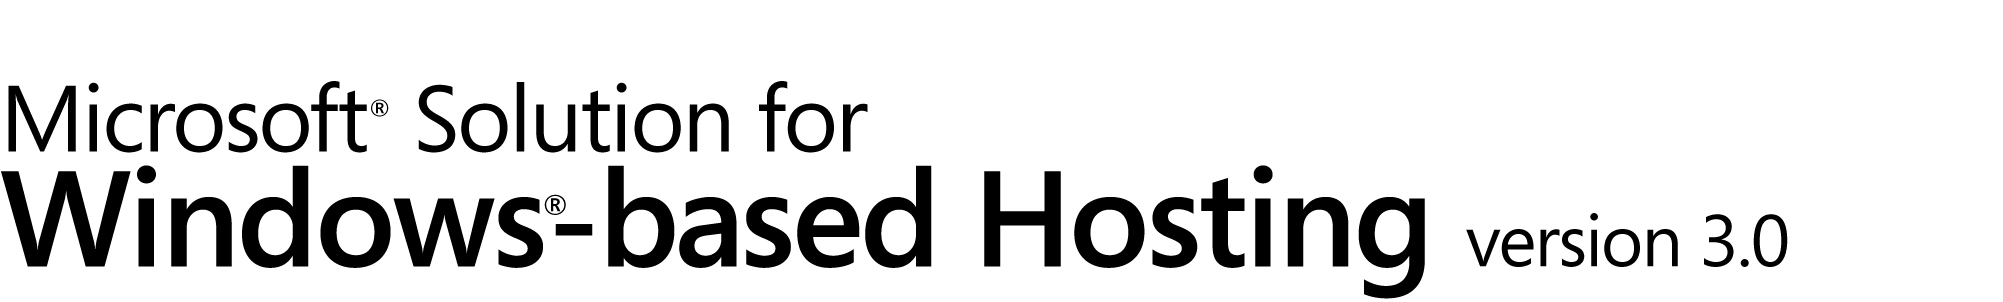 Microsoft® Solution for
Windows®-based Hosting version 3.0